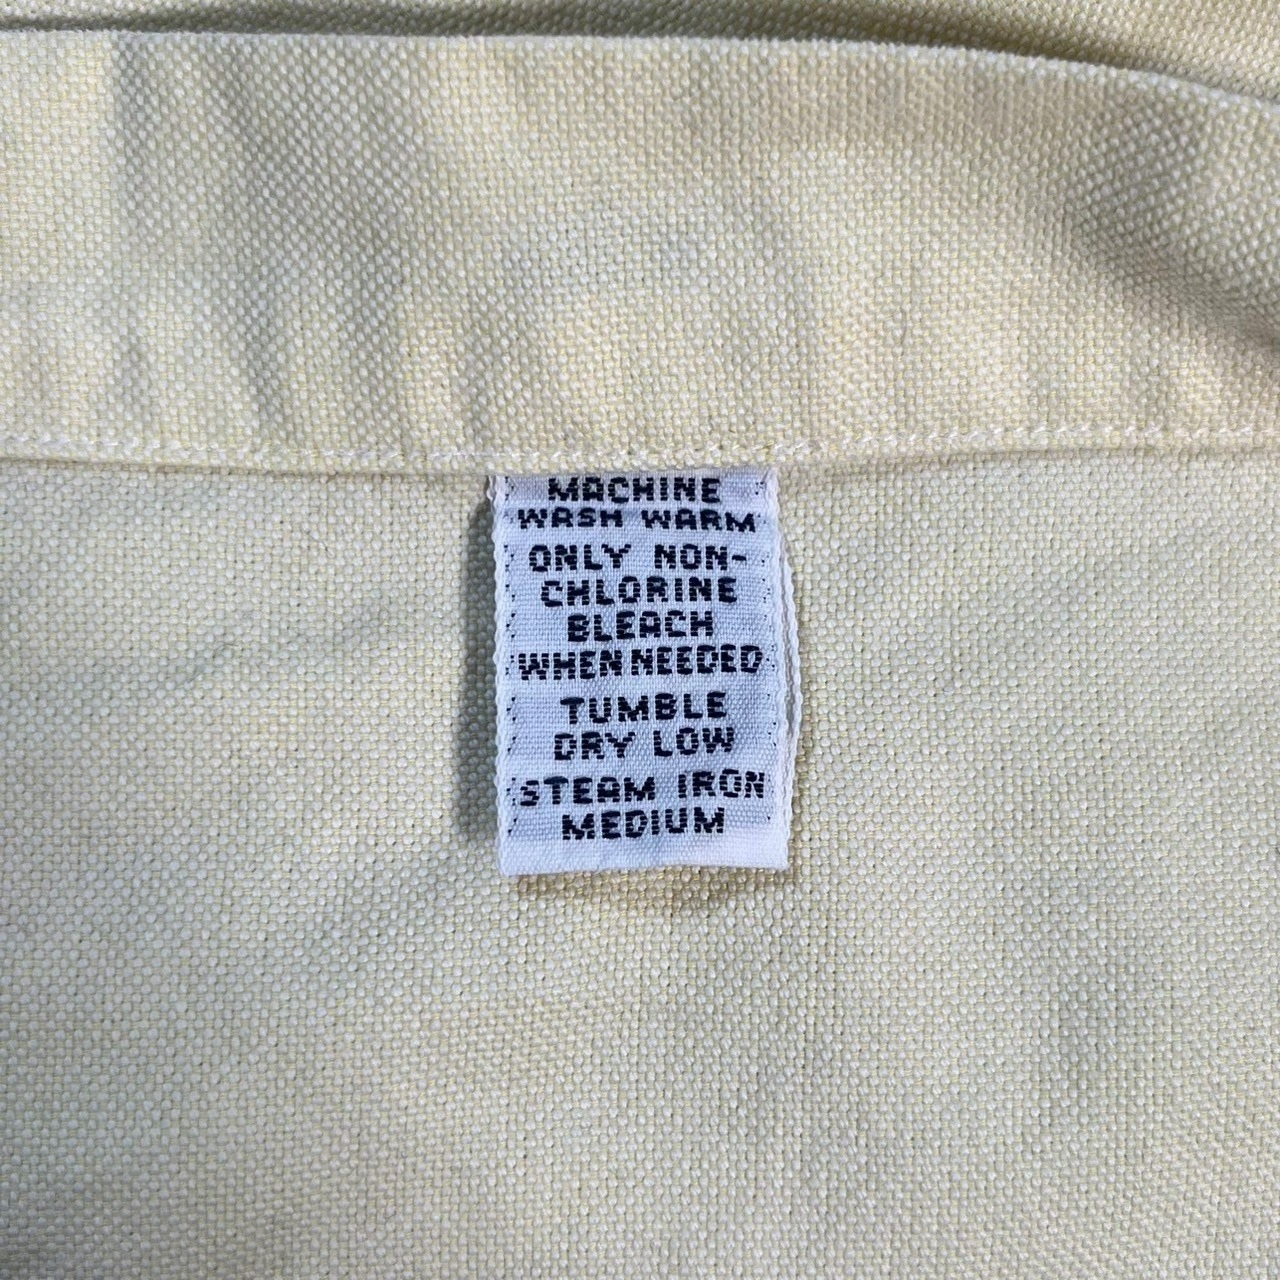 MACHINE
WASH WARM
ONLY NON-
CHLORINE
BLEACH
WHEN NEEDED
TUMBLE
DRY LOW
STEAM IRON
MEDIUM